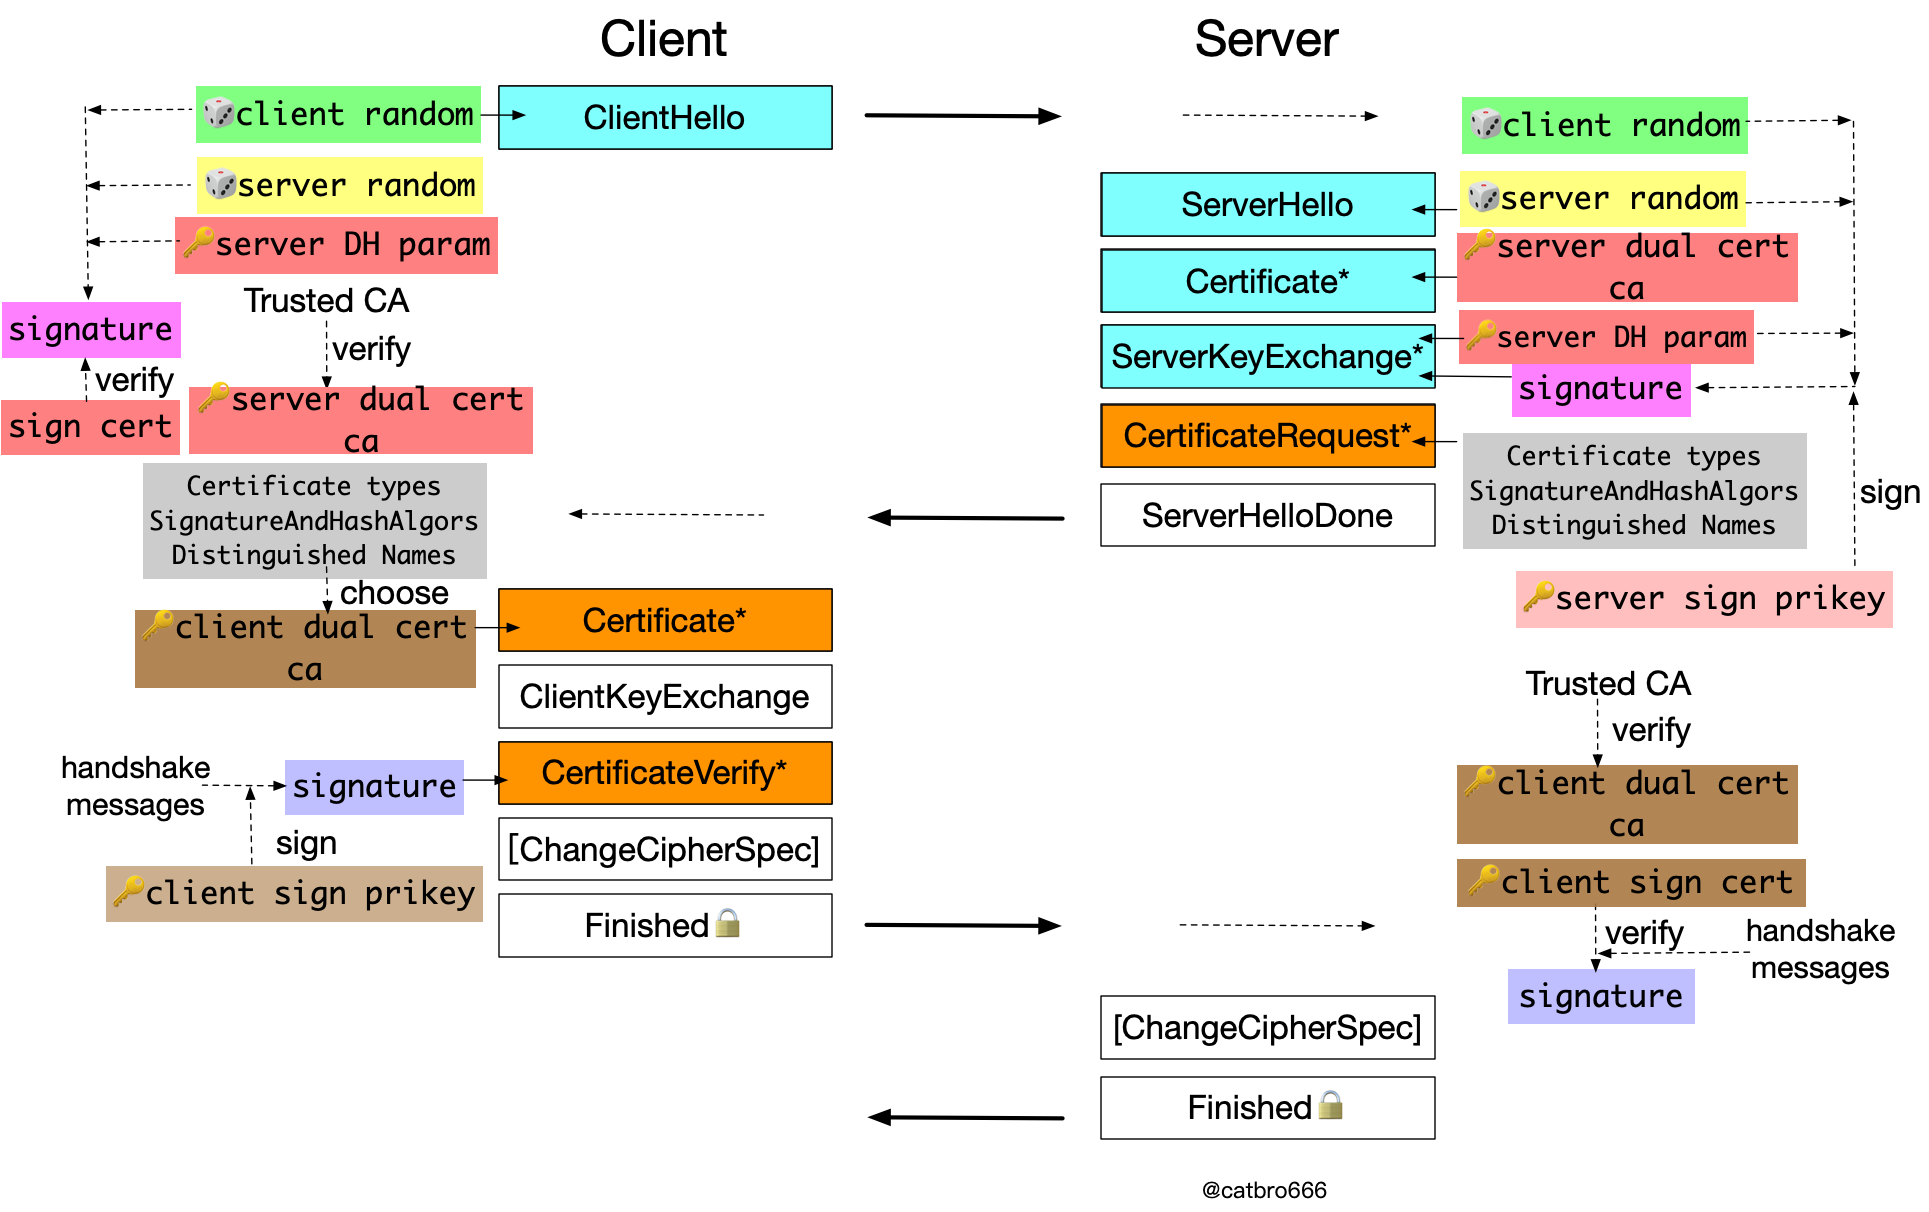 Client
Server
client random
ClientHello
client random
server random
ServerHello
server random
server DH param
Certificate*
server dual cert
ca
Trusted CA
verify
signature
verify
sign cert
server dual cert
ca
ServerKeyExchange*
server DH param
signature
CertificateRequest*
Certificate types
SignatureAndHashAlgors
Distinguished Names
sign
ServerHelloDone
server sign prikey
Certificate types
SignatureAndHashAlgors
Distinguished Names
choose
client dual cert
ca
Certificate*
ClientKeyExchange
handshake
messages
signature
CertificateVerify*
sign
client sign prikey
[ChangeCipherSpec]
Finished
Trusted CA
verify
client dual cert
ca
client sign cert
verify
handshake
messages
signature
[ChangeCipherSpec]
Finished
@catbro666